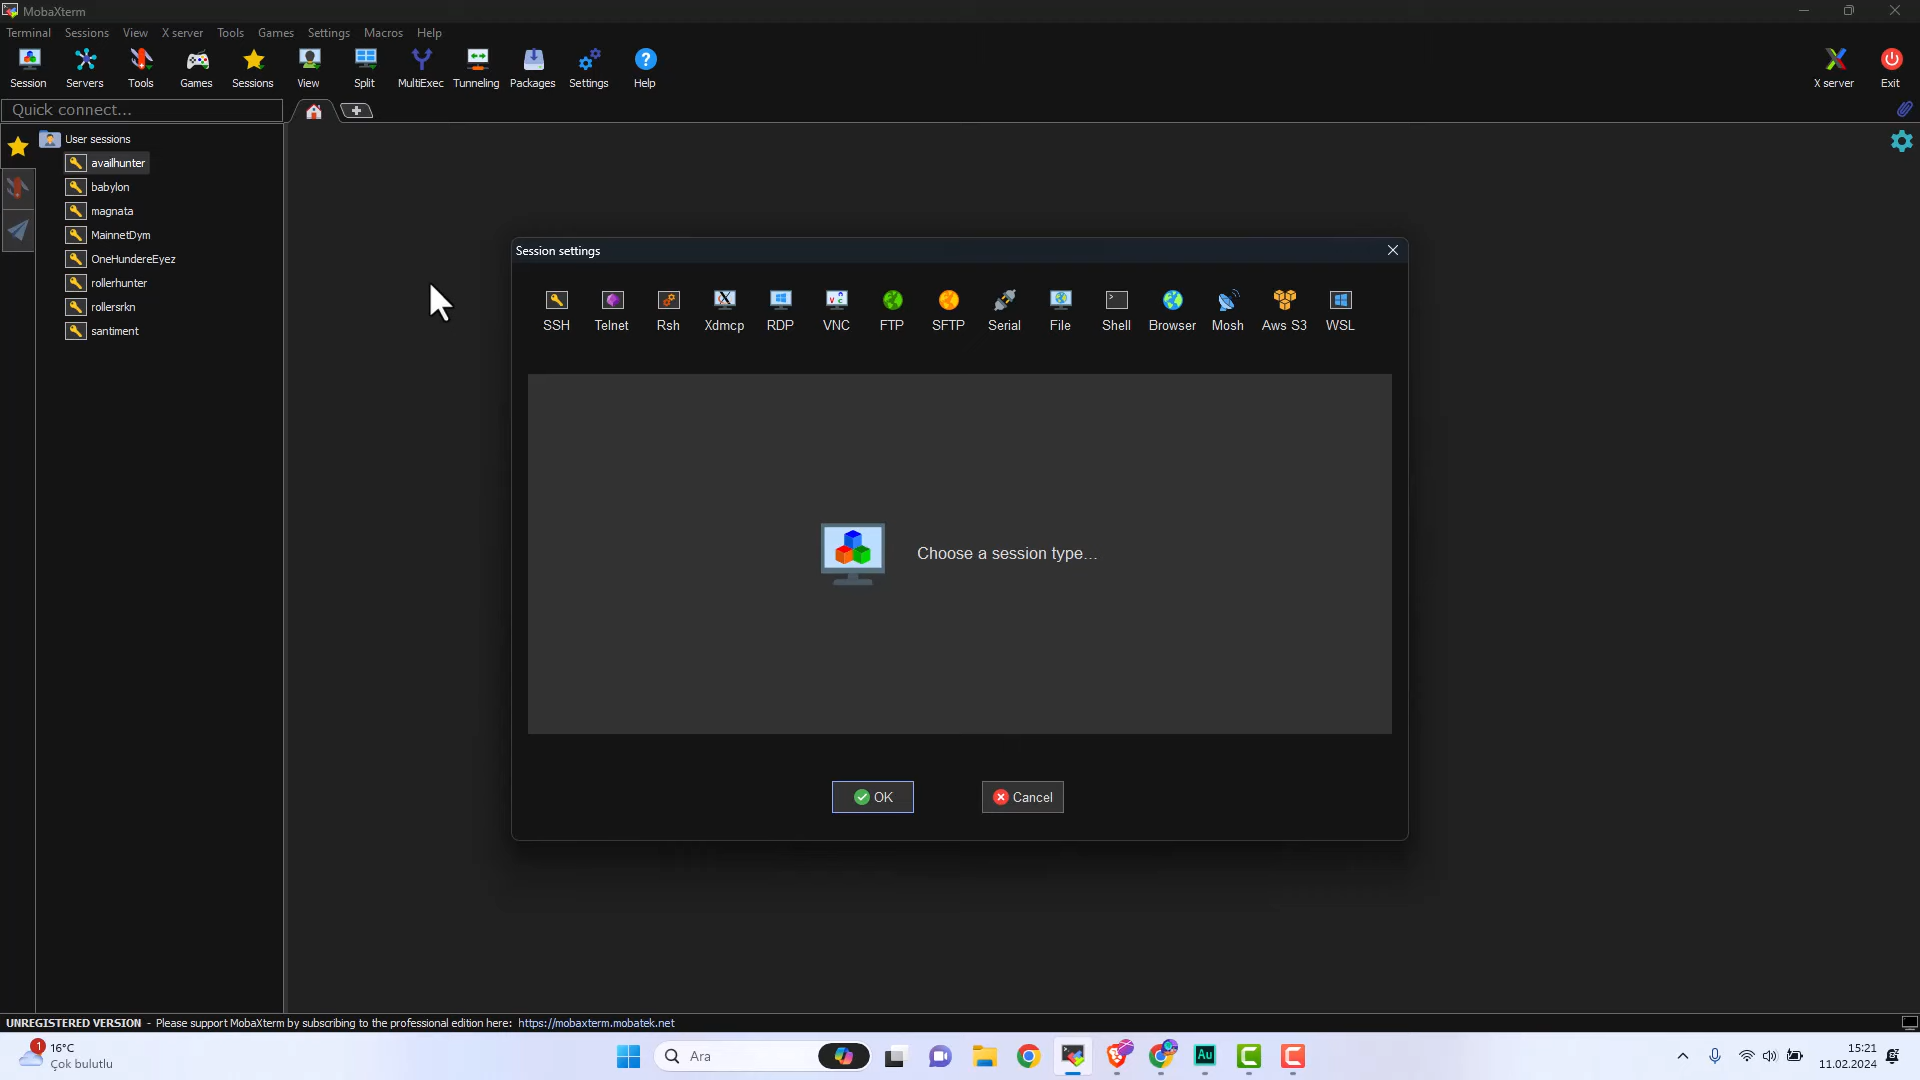 MobaXterm
Terminal Sessions View X server Tools Games Settings Macros Help
Session Servers Tools Games Sessions View Split MultiExec Tunneling Packages Settings Help X server Exit
Quick connect...
User sessions
availhunter
babylon
magnata
MainnetDym
OneHundereEyez
rollerhunter
rollersrkn
santiment
Session settings
SSH Telnet Rsh Xdmcp RDP VNC FTP SFTP Serial File Shell Browser Mosh Aws S3 WSL
Choose a session type...
OK Cancel
UNREGISTERED VERSION - Please support MobaXterm by subscribing to the professional edition here: https://mobaxterm.mobatek.net
1 16°C
Çok bulutlu
Ara
Au
15:21
11.02.2024